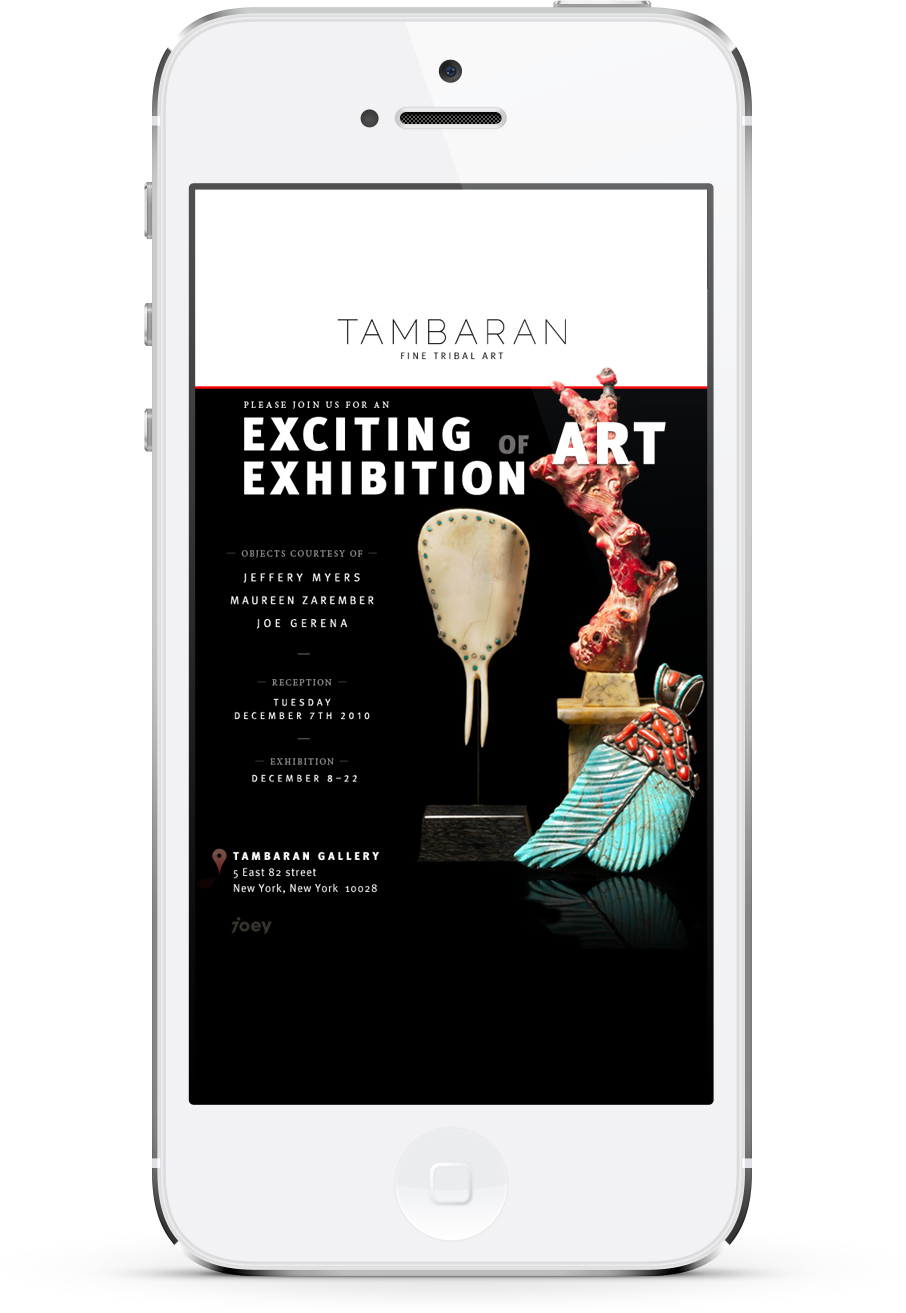 TAMBARAN
FINE TRIBAL ART
PLEASE JOIN US FOR AN
EXCITING OF ART
EXHIBITION
— OBJECTS COURTESY OF —
JEFFERY MYERS
MAUREEN ZAREMBER
JOE GERENA
—
— RECEPTION —
TUESDAY
DECEMBER 7TH 2010
—
— EXHIBITION —
DECEMBER 8–22
TAMBARAN GALLERY
5 East 82 street
New York, New York 10028
joey